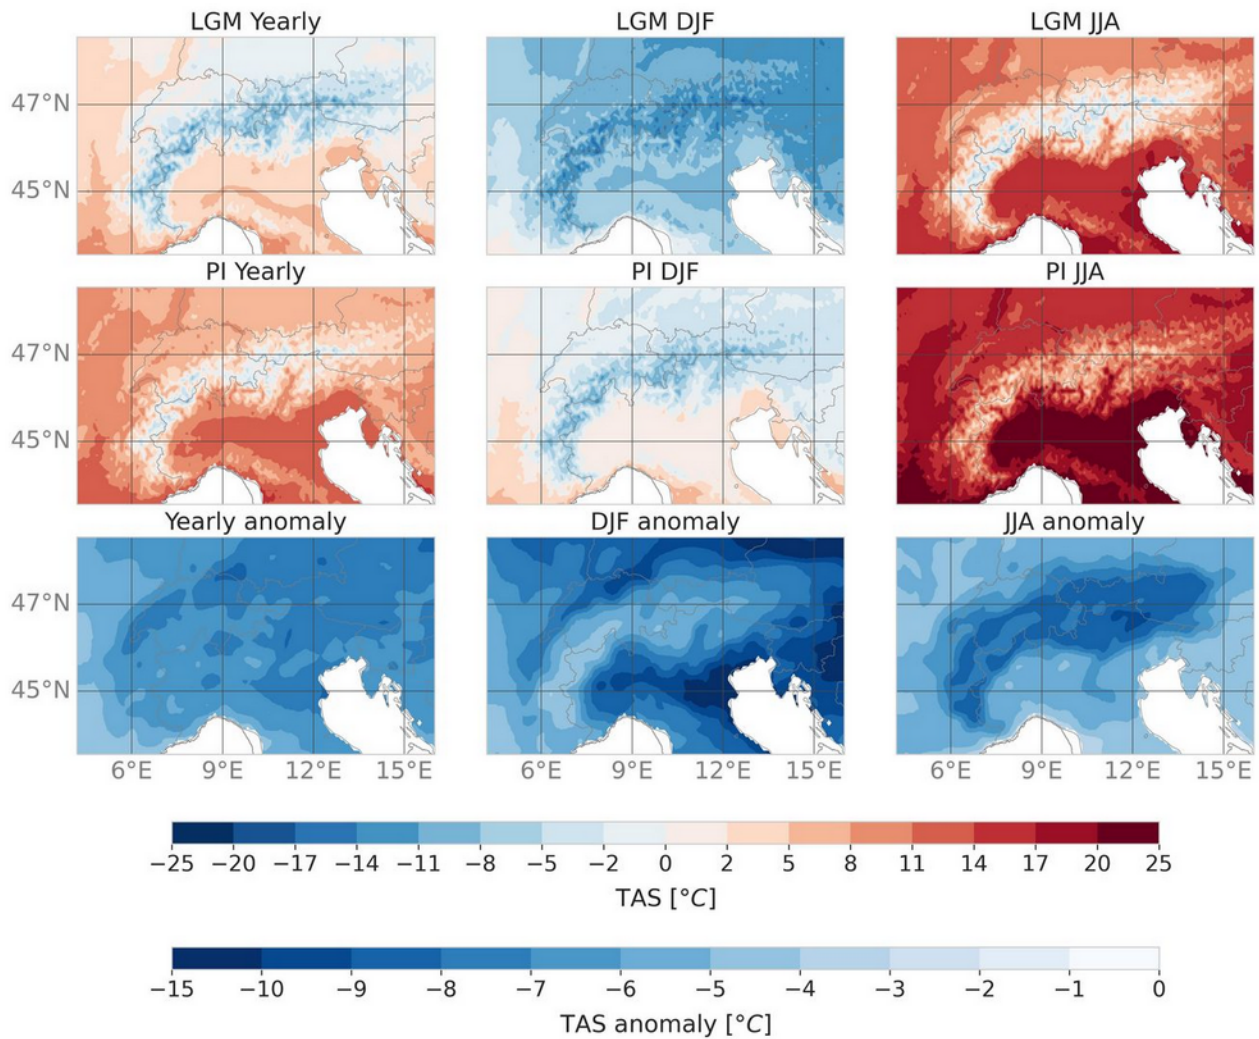 LGM Yearly LGM DJF LGM JJA
47°N
45°N
PI Yearly PI DJF PI JJA
47°N
45°N
Yearly anomaly DJF anomaly JJA anomaly
47°N
45°N
6°E 9°E 12°E 15°E 6°E 9°E 12°E 15°E 6°E 9°E 12°E 15°E
−25 −20 −17 −14 −11 −8 −5 −2 0 2 5 8 11 14 17 20 25
TAS [°C]
−15 −10 −9 −8 −7 −6 −5 −4 −3 −2 −1 0
TAS anomaly [°C]